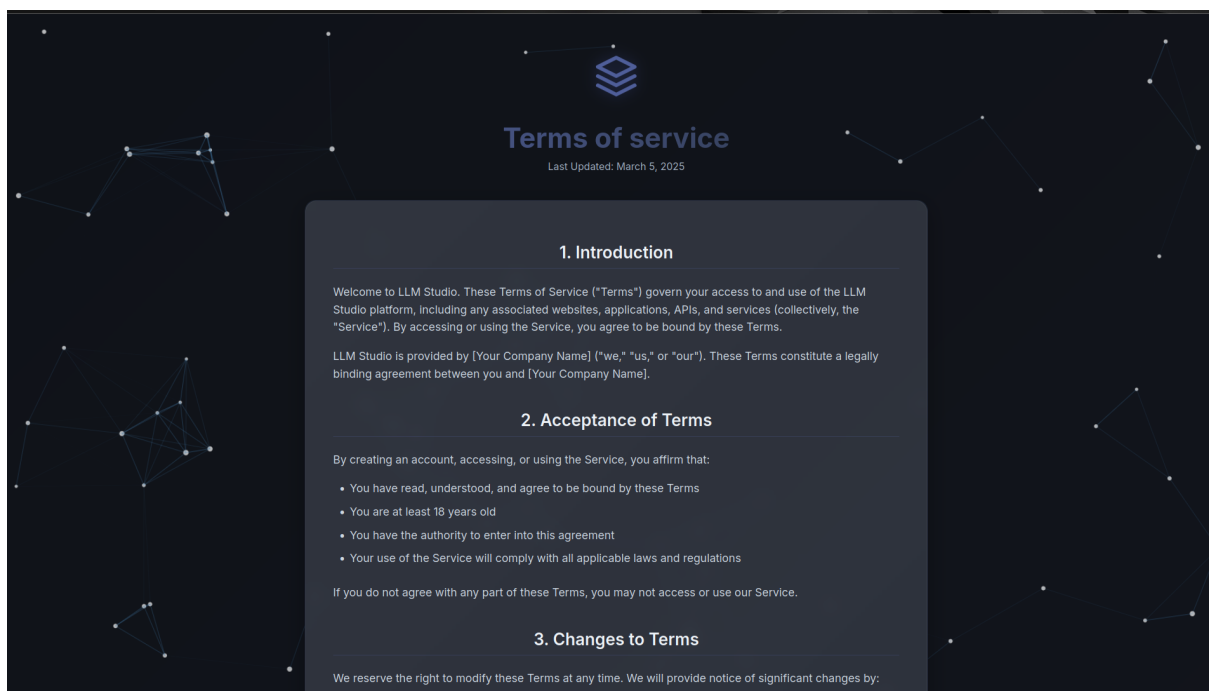 Terms of service
Last Updated: March 5, 2025
1. Introduction
Welcome to LLM Studio. These Terms of Service ("Terms") govern your access to and use of the LLM
Studio platform, including any associated websites, applications, APIs, and services (collectively, the
"Service"). By accessing or using the Service, you agree to be bound by these Terms.
LLM Studio is provided by [Your Company Name] ("we," "us," or "our"). These Terms constitute a legally
binding agreement between you and [Your Company Name].
2. Acceptance of Terms
By creating an account, accessing, or using the Service, you affirm that:
• You have read, understood, and agree to be bound by these Terms
• You are at least 18 years old
• You have the authority to enter into this agreement
• Your use of the Service will comply with all applicable laws and regulations
If you do not agree with any part of these Terms, you may not access or use our Service.
3. Changes to Terms
We reserve the right to modify these Terms at any time. We will provide notice of significant changes by: